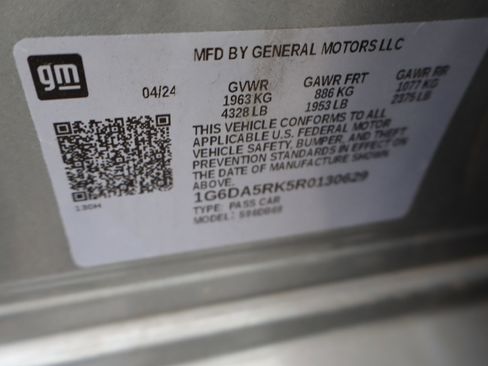 gm
MFD BY GENERAL MOTORS LLC
04/24 GVWR GAWR FRT GAWR RR
1963 KG 886 KG 1077 KG
4328 LB 1953 LB 2375 LB
THIS VEHICLE CONFORMS TO ALL
APPLICABLE U.S. FEDERAL MOTOR
VEHICLE SAFETY, BUMPER, AND THEFT
PREVENTION STANDARDS IN EFFECT ON
THE DATE OF MANUFACTURE SHOWN
ABOVE.
1G6DA5RK5R0130629
TYPE: PASS CAR
MODEL: